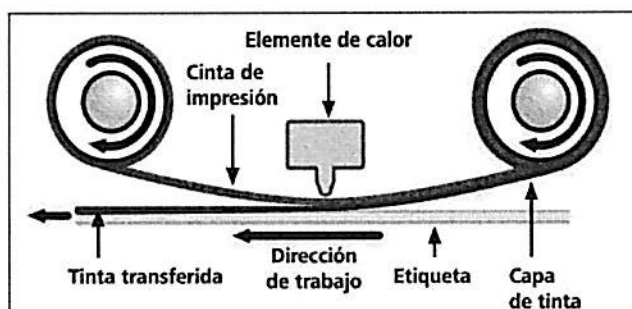 Elemente de calor
Cinta de
impresión
Tinta transferida
Dirección
de trabajo
Etiqueta
Capa
de tinta